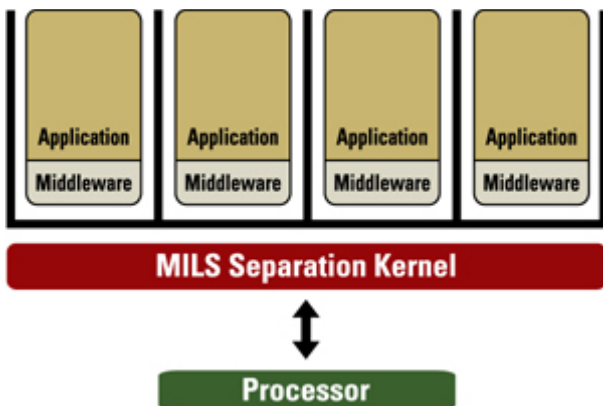 Application Application Application Application
Middleware Middleware Middleware Middleware
MILS Separation Kernel
Processor